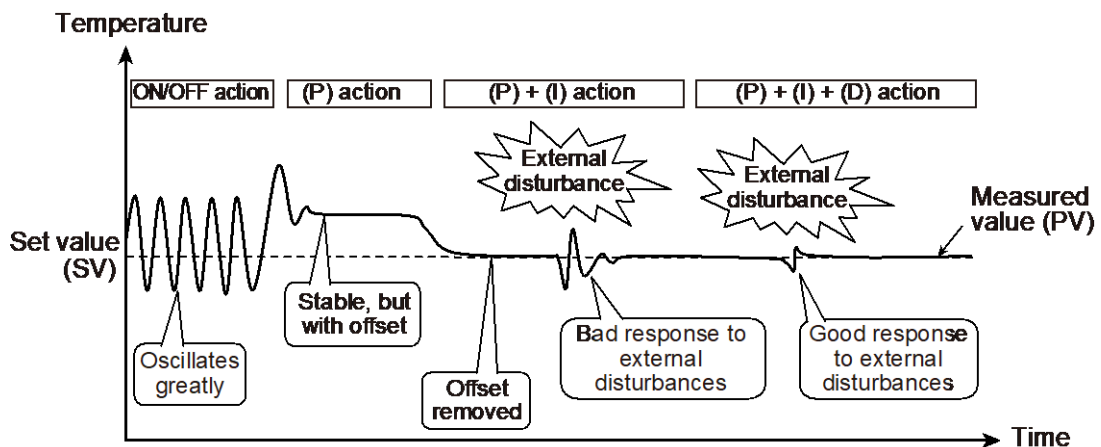 Temperature
ON/OFF action
(P) action
(P) + (I) action
(P) + (I) + (D) action
External
disturbance
External
disturbance
Measured
value (PV)
Set value
(SV)
Stable, but
with offset
Oscillates
greatly
Offset
removed
Bad response to
external
disturbances
Good response
to external
disturbances
Time